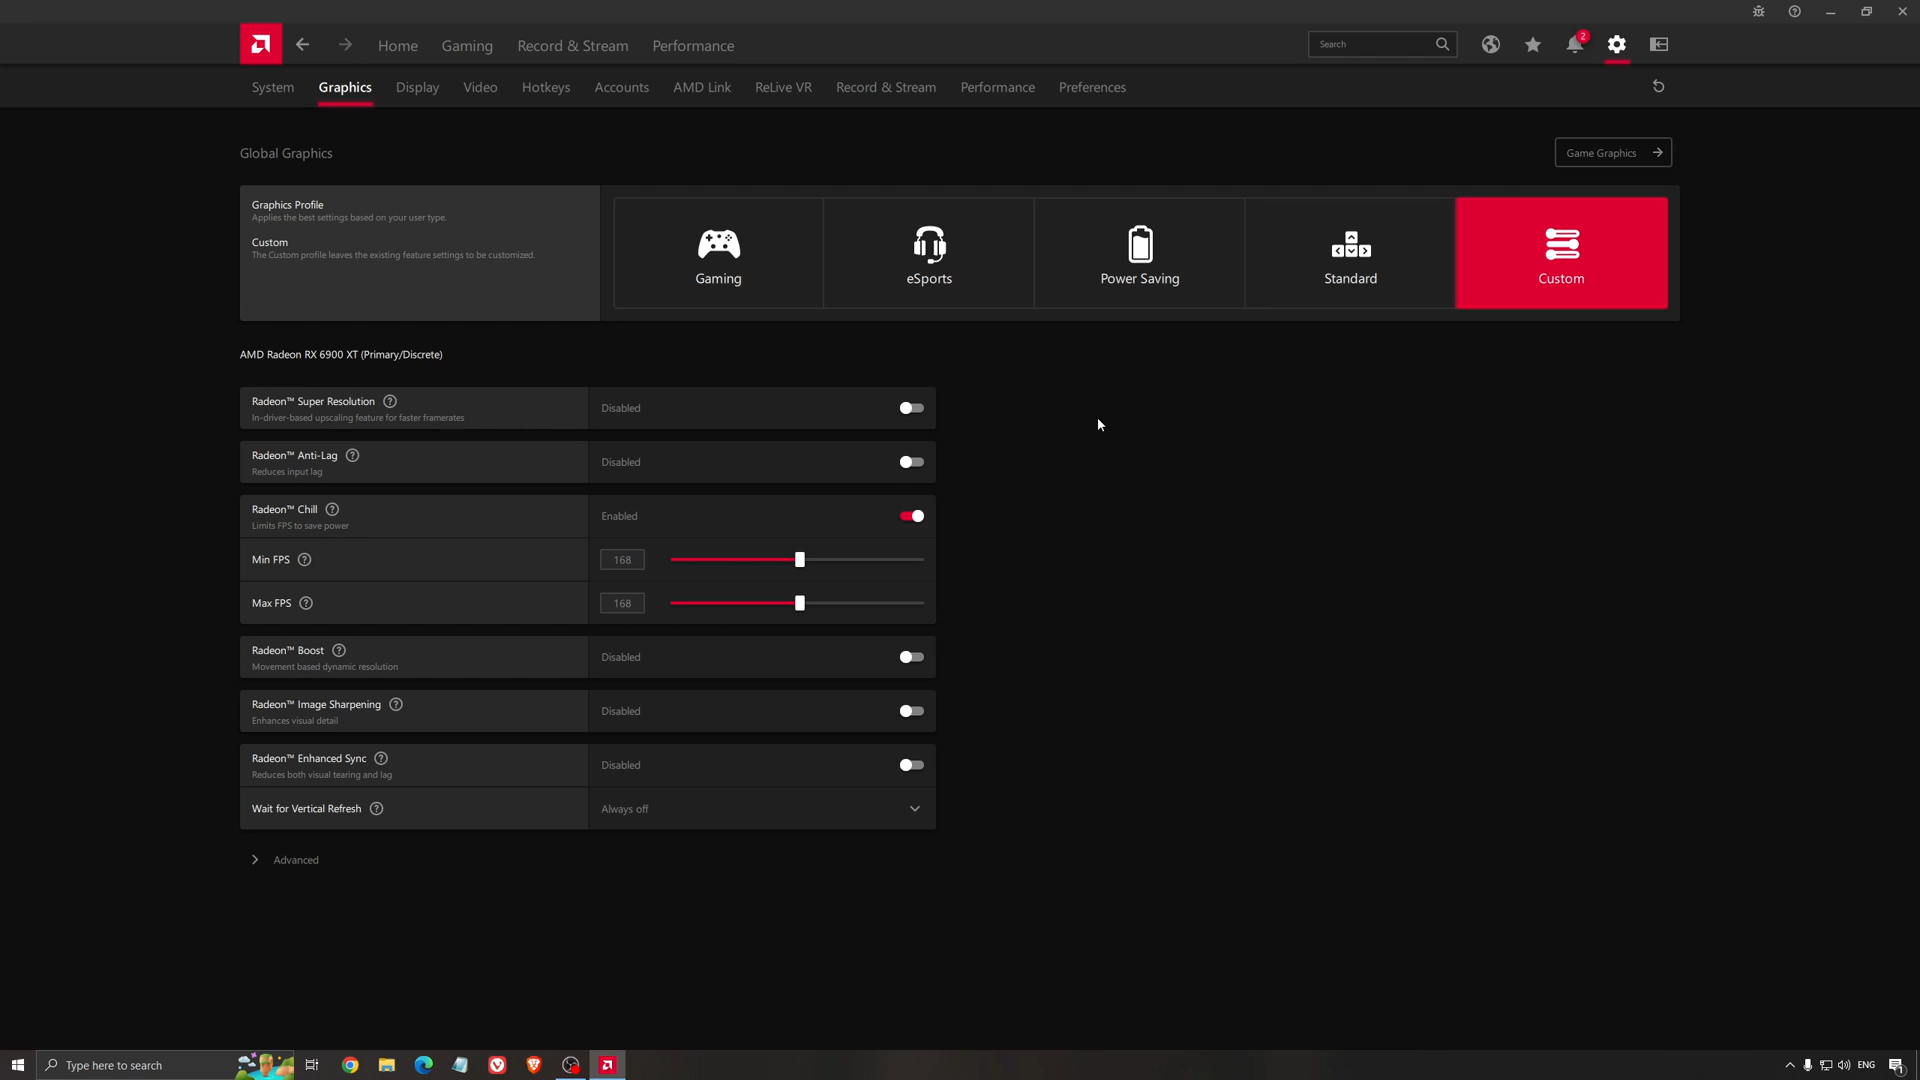 Home
Gaming
Record & Stream
Performance
Search
2
System
Graphics
Display
Video
Hotkeys
Accounts
AMD Link
ReLive VR
Record & Stream
Performance
Preferences
Global Graphics
Game Graphics
Graphics Profile
Applies the best settings based on your user type.
Custom
The Custom profile leaves the existing feature settings to be customized.
Gaming
eSports
Power Saving
Standard
Custom
AMD Radeon RX 6900 XT (Primary/Discrete)
Radeon™ Super Resolution
In-driver-based upscaling feature for faster framerates
Disabled
Radeon™ Anti-Lag
Reduces input lag
Disabled
Radeon™ Chill
Limits FPS to save power
Enabled
Min FPS
168
Max FPS
168
Radeon™ Boost
Movement based dynamic resolution
Disabled
Radeon™ Image Sharpening
Enhances visual detail
Disabled
Radeon™ Enhanced Sync
Reduces both visual tearing and lag
Disabled
Wait for Vertical Refresh
Always off
Advanced
Type here to search
ENG
1